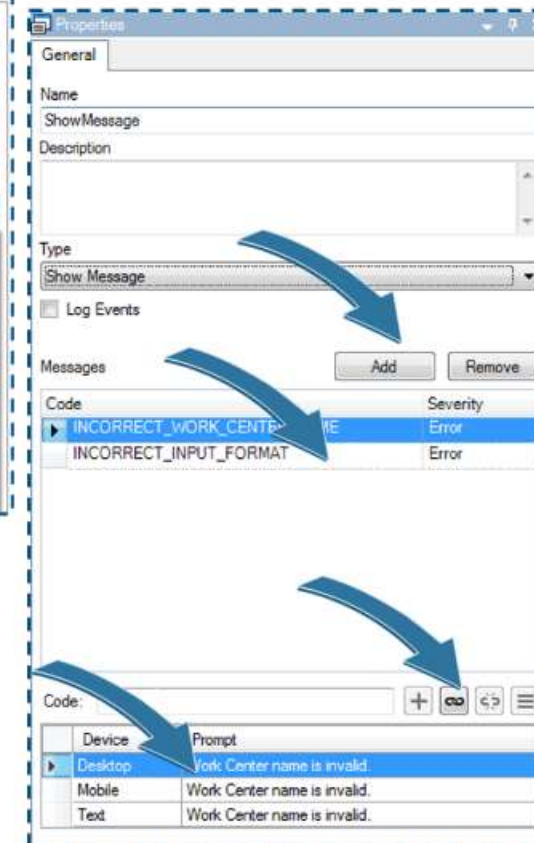 Properties
General
Name
ShowMessage
Description
Type
Show Message
Log Events
Messages Add Remove
Code Severity
INCORRECT_WORK_CENTE ME Error
INCORRECT_INPUT_FORMAT Error
Code:
Device Prompt
Desktop Work Center name is invalid.
Mobile Work Center name is invalid.
Text Work Center name is invalid.